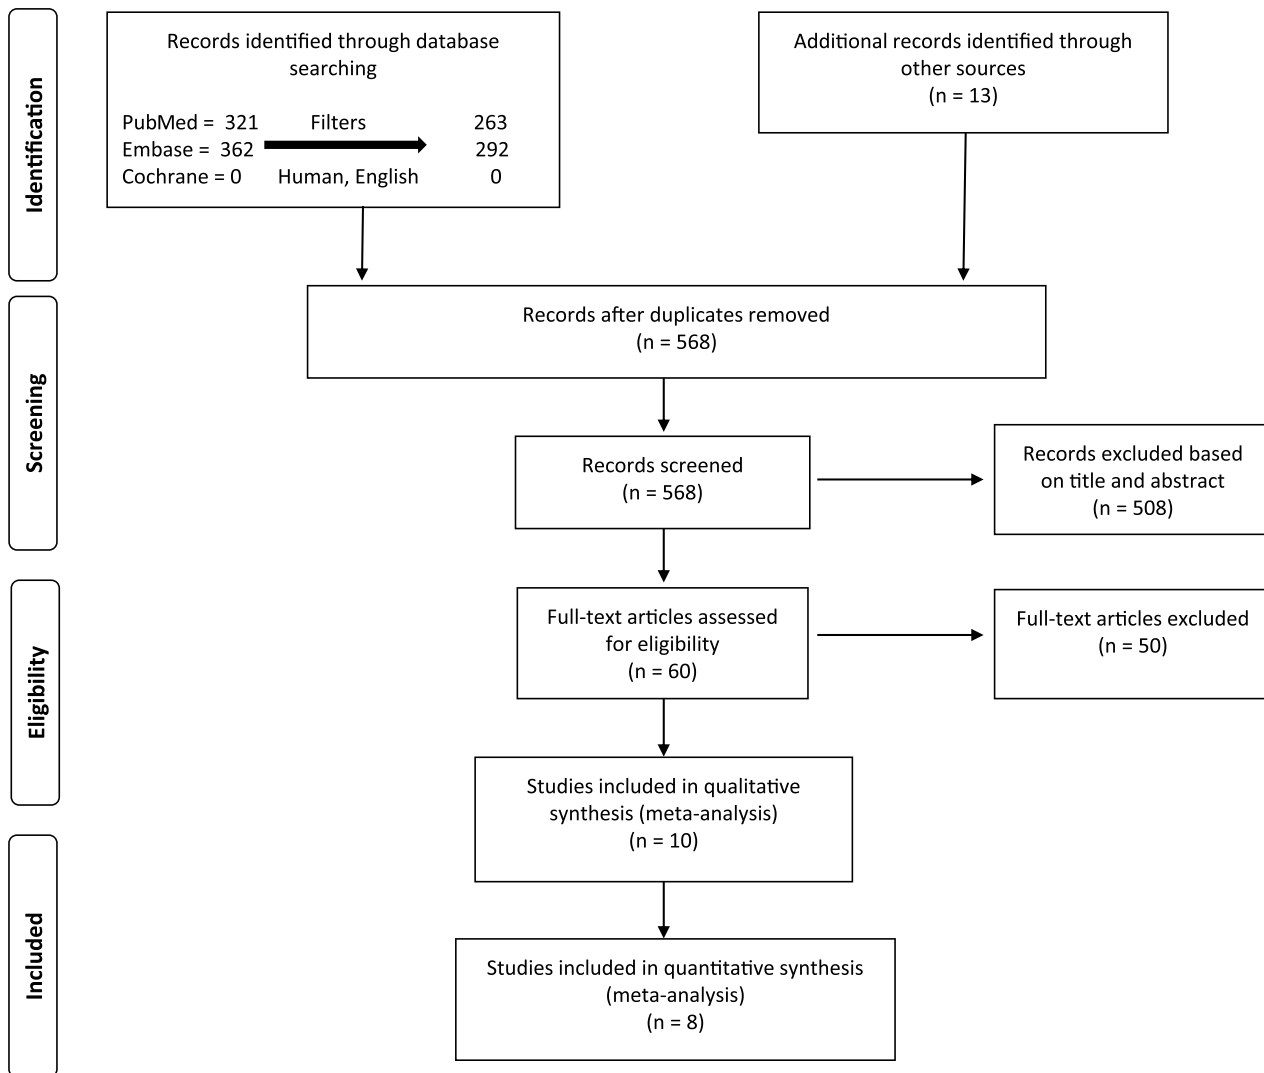 Identification
Records identified through database
searching
PubMed = 321 Filters 263
Embase = 362 292
Cochrane = 0 Human, English 0
Additional records identified through
other sources
(n = 13)
Screening
Records after duplicates removed
(n = 568)
Records screened
(n = 568)
Records excluded based
on title and abstract
(n = 508)
Eligibility
Full-text articles assessed
for eligibility
(n = 60)
Full-text articles excluded
(n = 50)
Studies included in qualitative
synthesis (meta-analysis)
(n = 10)
Included
Studies included in quantitative synthesis
(meta-analysis)
(n = 8)